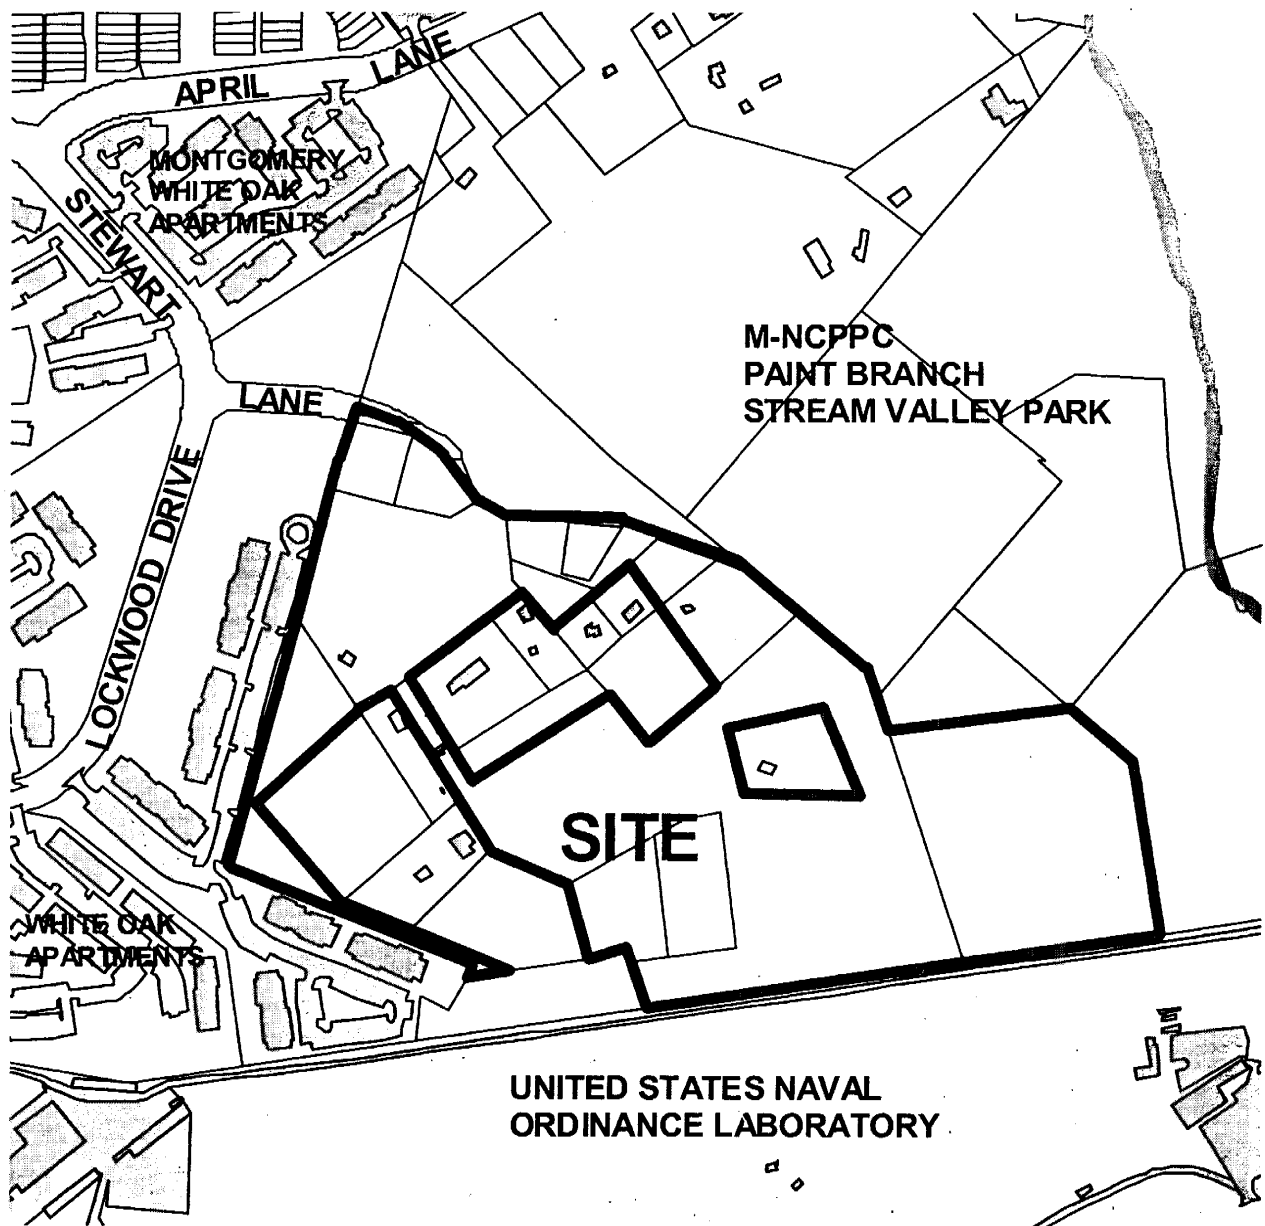 APRIL LANE
MONTGOMERY
WHITE OAK
APARTMENTS
STEWART
LANE
M-NCPPC
PAINT BRANCH
STREAM VALLEY PARK
LOCKWOOD DRIVE
SITE
WHITE OAK
APARTMENTS
UNITED STATES NAVAL
ORDINANCE LABORATORY